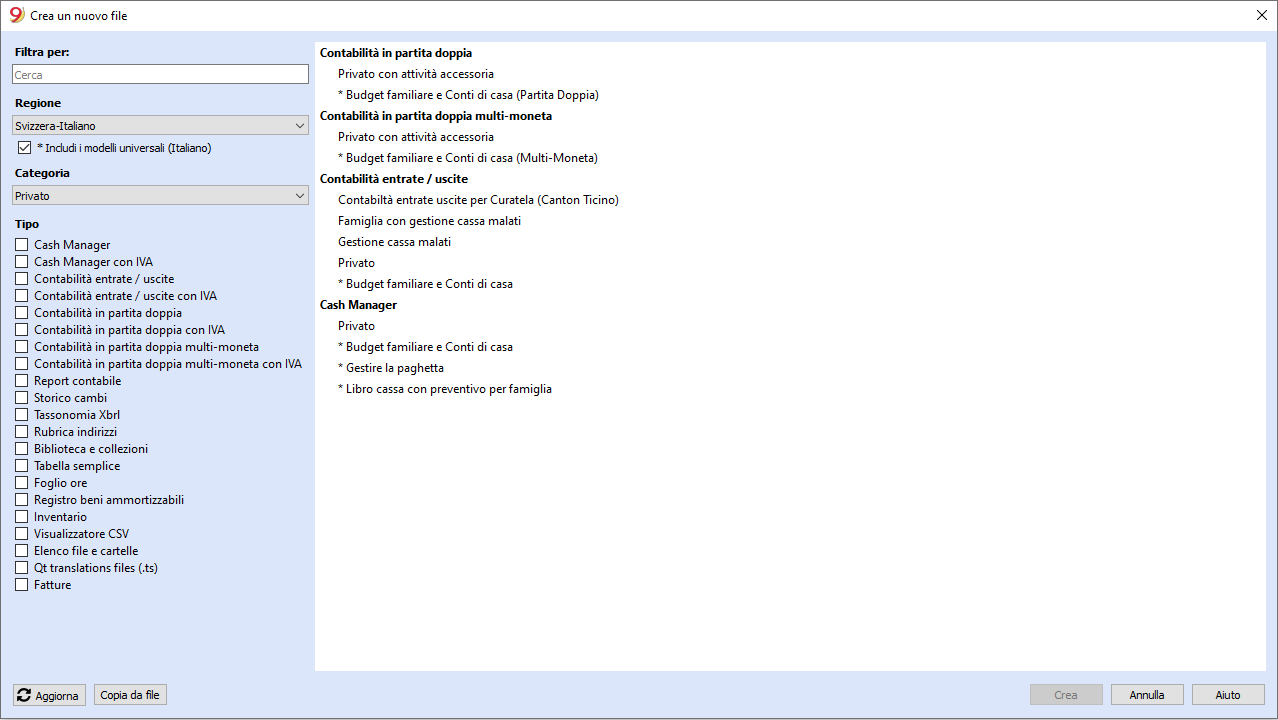 Crea un nuovo file
Filtra per:
Cerca
Regione
Svizzera-Italiano
* Includi i modelli universali (Italiano)
Categoria
Privato
Tipo
Cash Manager
Cash Manager con IVA
Contabilità entrate / uscite
Contabilità entrate / uscite con IVA
Contabilità in partita doppia
Contabilità in partita doppia con IVA
Contabilità in partita doppia multi-moneta
Contabilità in partita doppia multi-moneta con IVA
Report contabile
Storico cambi
Tassonomia Xbrl
Rubrica indirizzi
Biblioteca e collezioni
Tabella semplice
Foglio ore
Registro beni ammortizzabili
Inventario
Visualizzatore CSV
Elenco file e cartelle
Qt translations files (.ts)
Fatture
Contabilità in partita doppia
Privato con attività accessoria
* Budget familiare e Conti di casa (Partita Doppia)
Contabilità in partita doppia multi-moneta
Privato con attività accessoria
* Budget familiare e Conti di casa (Multi-Moneta)
Contabilità entrate / uscite
Contabiltà entrate uscite per Curatela (Canton Ticino)
Famiglia con gestione cassa malati
Gestione cassa malati
Privato
* Budget familiare e Conti di casa
Cash Manager
Privato
* Budget familiare e Conti di casa
* Gestire la paghetta
* Libro cassa con preventivo per famiglia
Aggiorna
Copia da file
Crea
Annulla
Aiuto